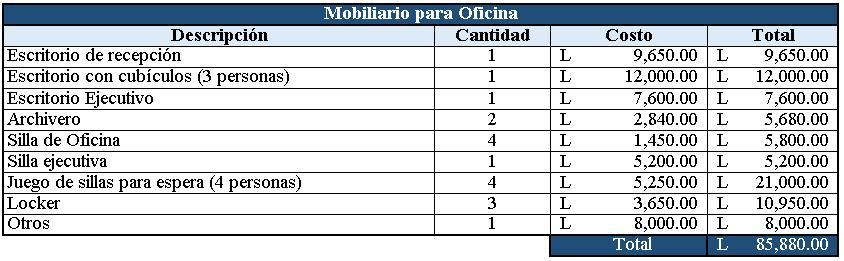 Mobiliario para Oficina
Descripción Cantidad Costo Total
Escritorio de recepción 1 L 9,650.00 L 9,650.00
Escritorio con cubículos (3 personas) 1 L 12,000.00 L 12,000.00
Escritorio Ejecutivo 1 L 7,600.00 L 7,600.00
Archivero 2 L 2,840.00 L 5,680.00
Silla de Oficina 4 L 1,450.00 L 5,800.00
Silla ejecutiva 1 L 5,200.00 L 5,200.00
Juego de sillas para espera (4 personas) 4 L 5,250.00 L 21,000.00
Locker 3 L 3,650.00 L 10,950.00
Otros 1 L 8,000.00 L 8,000.00
Total L 85,880.00